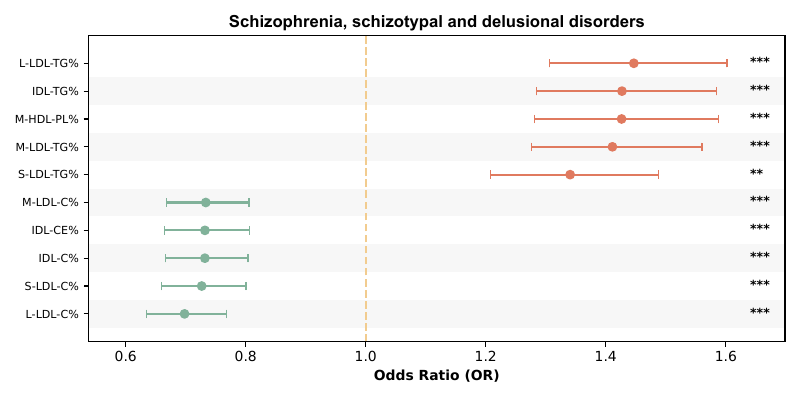 Schizophrenia, schizotypal and delusional disorders
L-LDL-TG% ***
IDL-TG% ***
M-HDL-PL% ***
M-LDL-TG% ***
S-LDL-TG% **
M-LDL-C% ***
IDL-CE% ***
IDL-C% ***
S-LDL-C% ***
L-LDL-C% ***
0.6 0.8 1.0 1.2 1.4 1.6
Odds Ratio (OR)